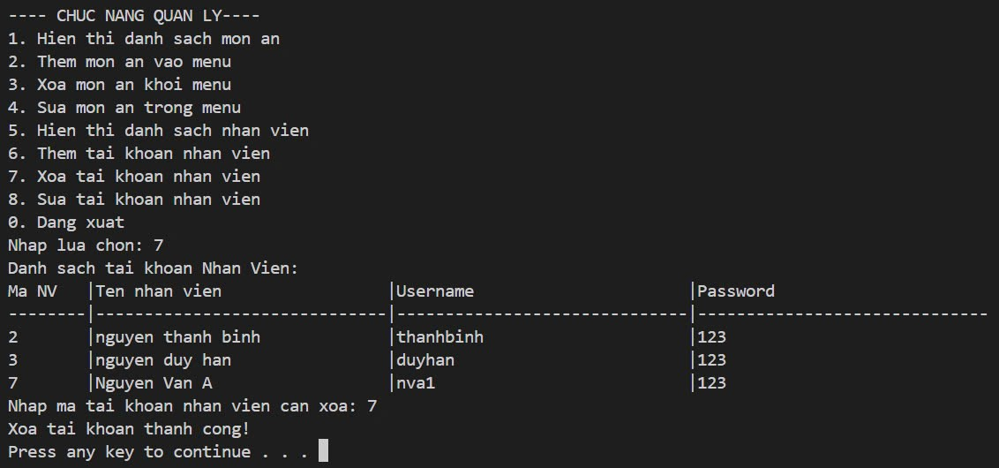 ---- CHUC NANG QUAN LY----
1. Hien thi danh sach mon an
2. Them mon an vao menu
3. Xoa mon an khoi menu
4. Sua mon an trong menu
5. Hien thi danh sach nhan vien
6. Them tai khoan nhan vien
7. Xoa tai khoan nhan vien
8. Sua tai khoan nhan vien
0. Dang xuat
Nhap lua chon: 7
Danh sach tai khoan Nhan Vien:
Ma NV   |Ten nhan vien                 |Username                      |Password
--------|------------------------------|------------------------------|------------------------------
2       |nguyen thanh binh             |thanhbinh                     |123
3       |nguyen duy han                |duyhan                        |123
7       |Nguyen Van A                  |nva1                          |123
Nhap ma tai khoan nhan vien can xoa: 7
Xoa tai khoan thanh cong!
Press any key to continue . . .